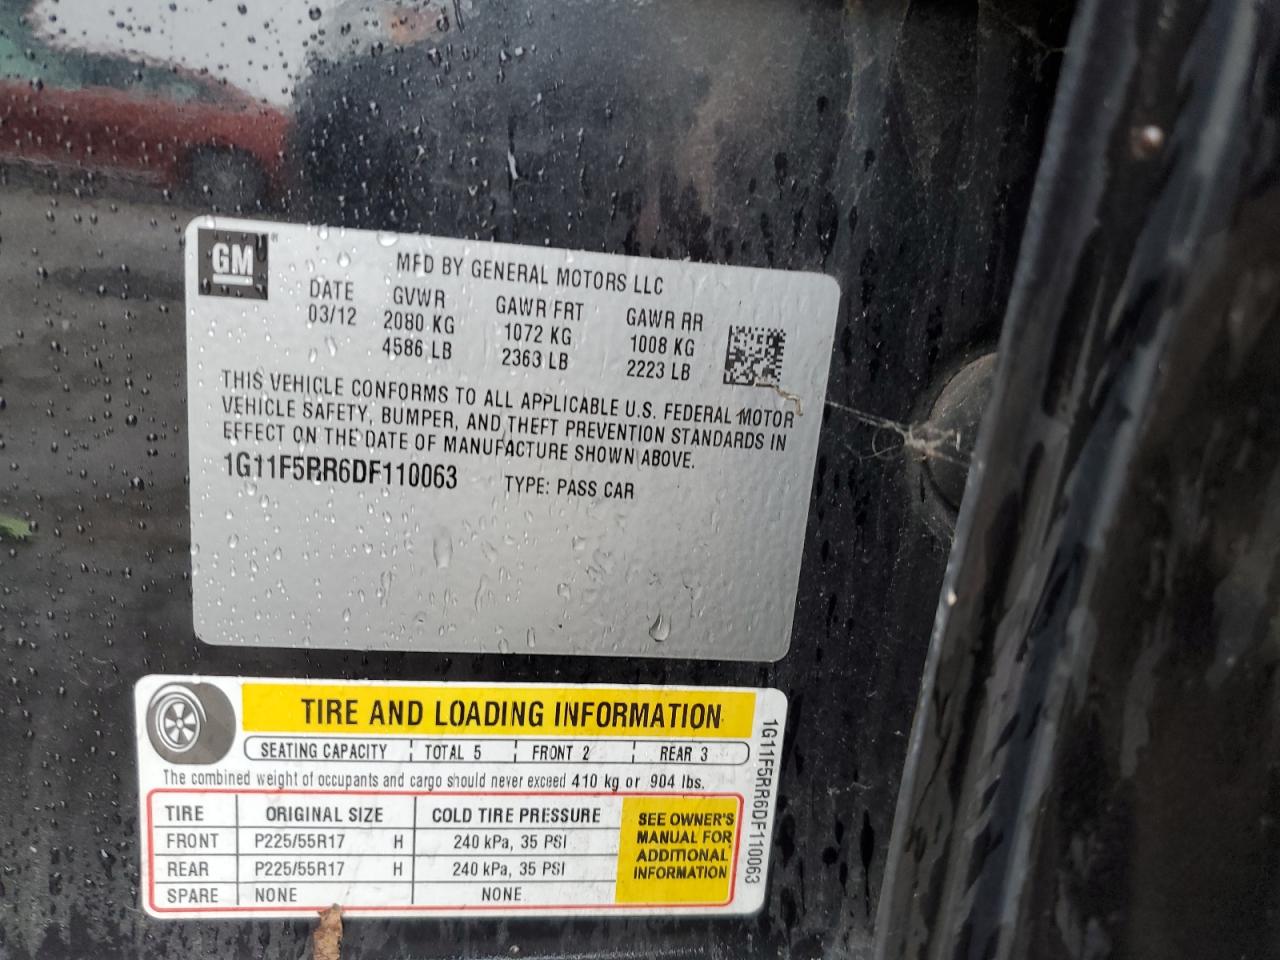 GM
MFD BY GENERAL MOTORS LLC
DATE GVWR GAWR FRT GAWR RR
03/12 2080 KG 1072 KG 1008 KG
4586 LB 2363 LB 2223 LB
THIS VEHICLE CONFORMS TO ALL APPLICABLE U.S. FEDERAL MOTOR
VEHICLE SAFETY, BUMPER, AND THEFT PREVENTION STANDARDS IN
EFFECT ON THE DATE OF MANUFACTURE SHOWN ABOVE.
1G11F5RR6DF110063 TYPE: PASS CAR
TIRE AND LOADING INFORMATION
SEATING CAPACITY TOTAL 5 FRONT 2 REAR 3
The combined weight of occupants and cargo should never exceed 410 kg or 904 lbs.
TIRE ORIGINAL SIZE COLD TIRE PRESSURE
FRONT P225/55R17 H 240 kPa, 35 PSI
REAR P225/55R17 H 240 kPa, 35 PSI
SPARE NONE NONE
SEE OWNER'S
MANUAL FOR
ADDITIONAL
INFORMATION
1G11F5RR6DF110063